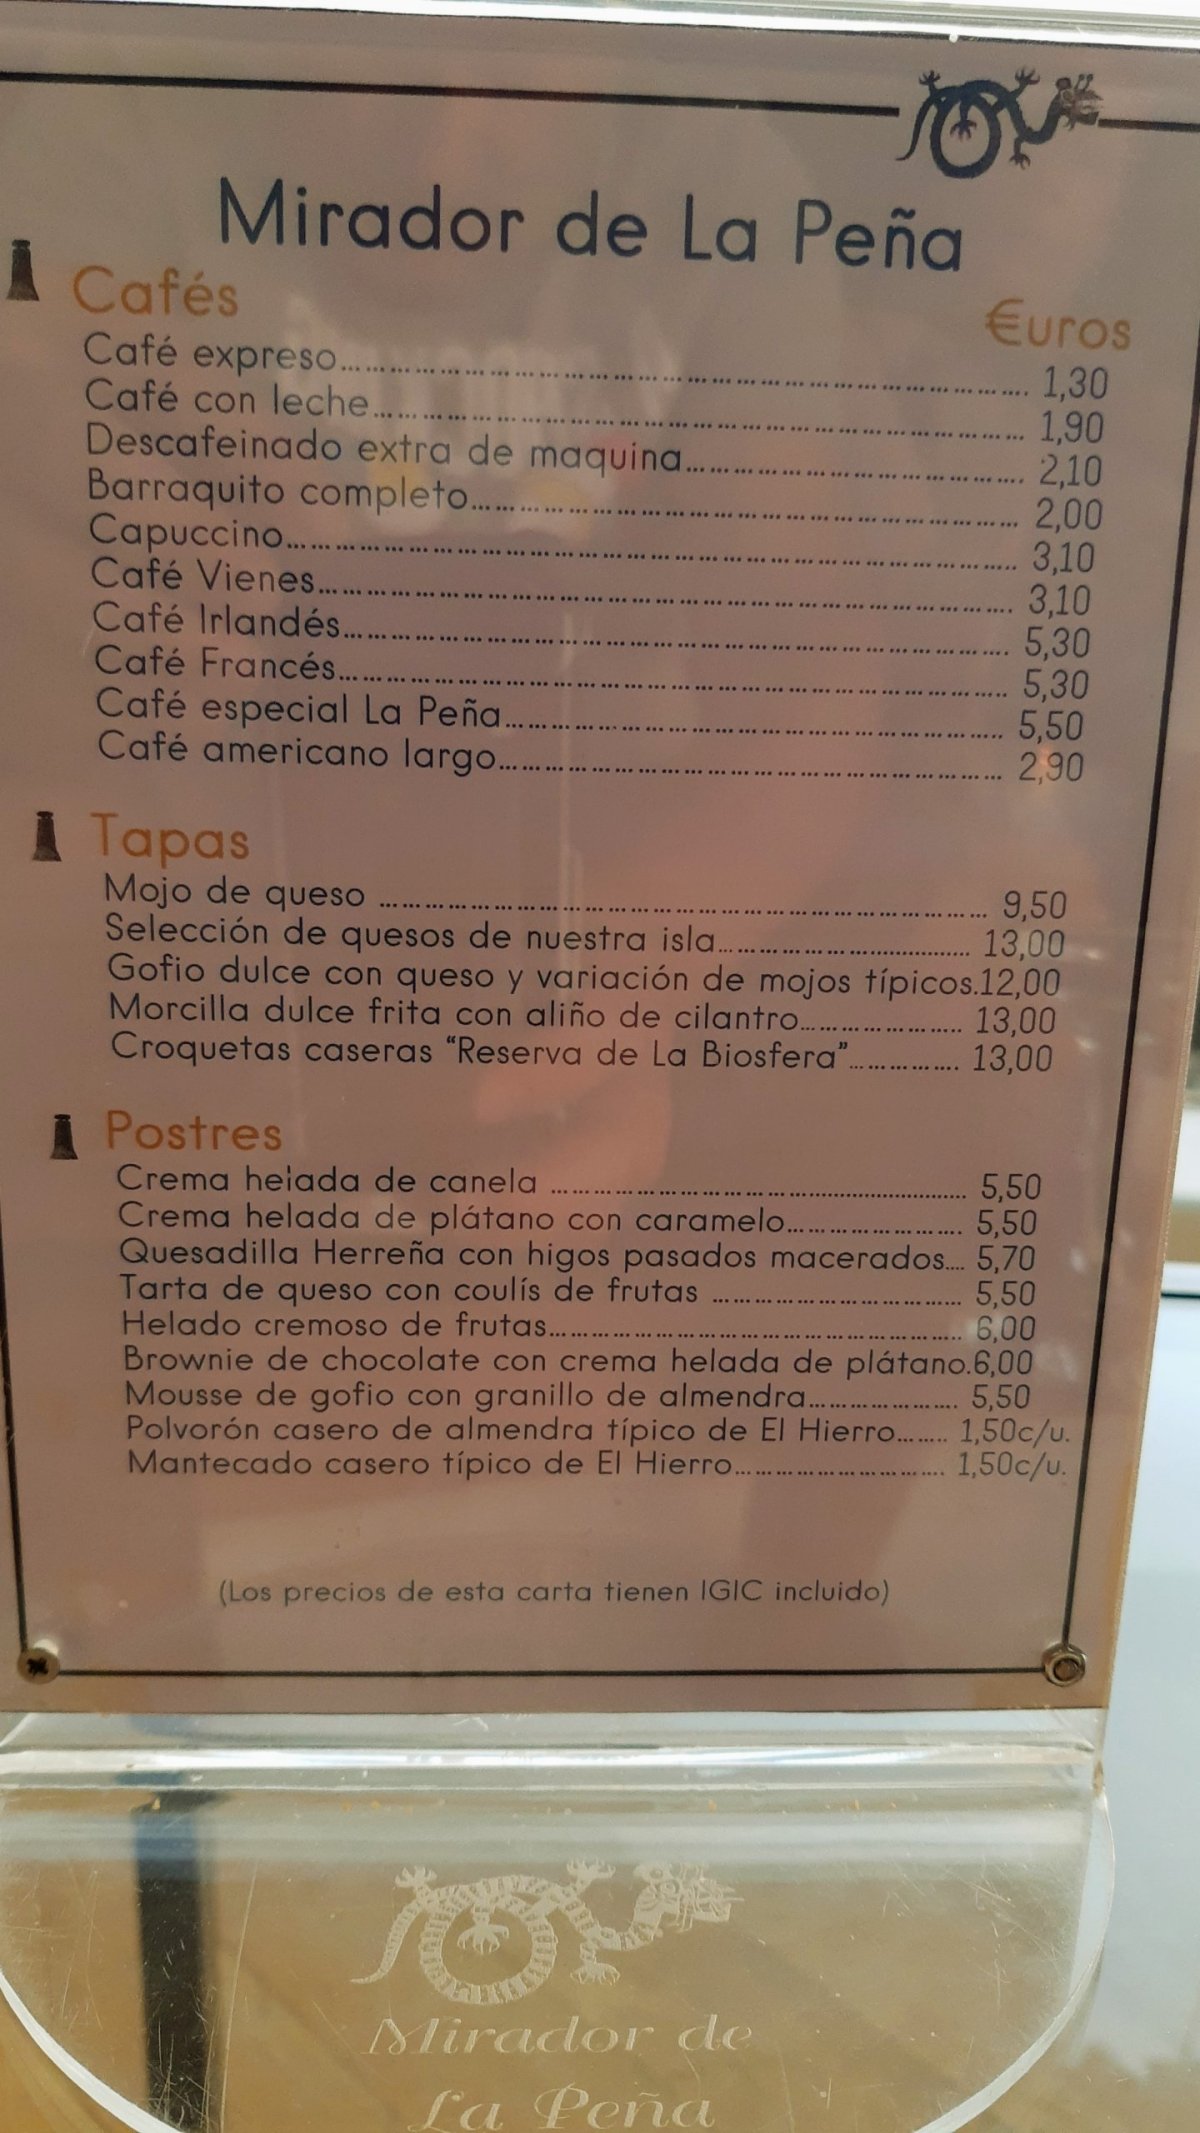 Mirador de La Peña
Cafés
€uros
Café expreso 1,30
Café con leche 1,90
Descafeinado extra de maquina 2,10
Barraquito completo 2,00
Capuccino 3,10
Café Vienes 3,10
Café Irlandés 5,30
Café Francés 5,30
Café especial La Peña 5,50
Café americano largo 2,90
Tapas
Mojo de queso 9,50
Selección de quesos de nuestra isla 13,00
Gofio dulce con queso y variación de mojos típicos. 12,00
Morcilla dulce frita con aliño de cilantro 13,00
Croquetas caseras “Reserva de La Biosfera” 13,00
Postres
Crema helada de canela 5,50
Crema helada de plátano con caramelo 5,50
Quesadilla Herreña con higos pasados macerados 5,70
Tarta de queso con coulís de frutas 5,50
Helado cremoso de frutas 6,00
Brownie de chocolate con crema helada de plátano. 6,00
Mousse de gofio con granillo de almendra 5,50
Polvorón casero de almendra típico de El Hierro 1,50c/u.
Mantecado casero típico de El Hierro 1,50c/u.
(Los precios de esta carta tienen IGIC incluido)
Mirador de
La Peña